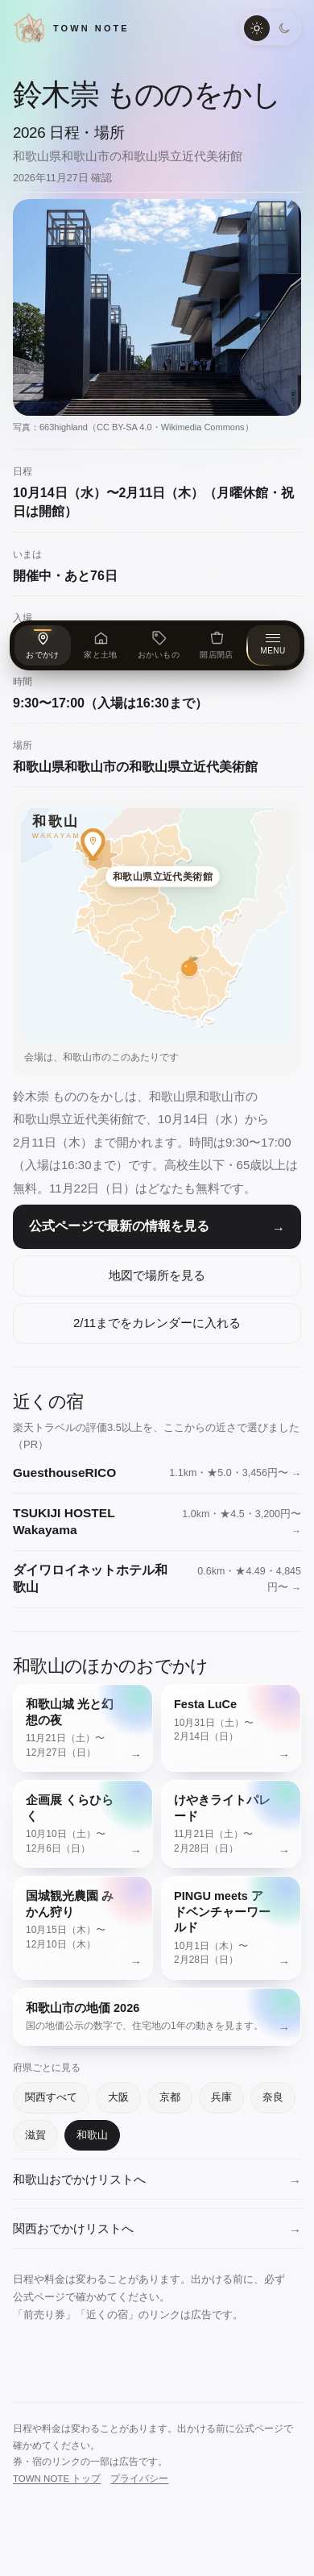 TOWN NOTE
鈴木崇 もののをかし
2026 日程・場所
和歌山県和歌山市の和歌山県立近代美術館
2026年11月27日 確認
写真：663highland（CC BY-SA 4.0・Wikimedia Commons）
日程
10月14日（水）〜2月11日（木）（月曜休館・祝
日は開館）
いまは
開催中・あと76日
入場
おでかけ
家と土地
おかいもの
開店閉店
MENU
時間
9:30〜17:00（入場は16:30まで）
場所
和歌山県和歌山市の和歌山県立近代美術館
和歌山
WAKAYAM
和歌山県立近代美術館
会場は、和歌山市のこのあたりです
鈴木崇 もののをかしは、和歌山県和歌山市の
和歌山県立近代美術館で、10月14日（水）から
2月11日（木）まで開かれます。時間は9:30〜17:00
（入場は16:30まで）です。高校生以下・65歳以上は
無料。11月22日（日）はどなたも無料です。
公式ページで最新の情報を見る →
地図で場所を見る
2/11までをカレンダーに入れる
近くの宿
楽天トラベルの評価3.5以上を、ここからの近さで選びました
（PR）
GuesthouseRICO
1.1km・★5.0・3,456円〜 →
TSUKIJI HOSTEL
Wakayama
1.0km・★4.5・3,200円〜
→
ダイワロイネットホテル和
歌山
0.6km・★4.49・4,845
円〜 →
和歌山のほかのおでかけ
和歌山城 光と幻
想の夜
11月21日（土）〜
12月27日（日）
→
Festa LuCe
10月31日（土）〜
2月14日（日）
→
企画展 くらひら
く
10月10日（土）〜
12月6日（日）
→
けやきライトパレ
ード
11月21日（土）〜
2月28日（日）
→
国城観光農園 み
かん狩り
10月15日（木）〜
12月10日（木）
→
PINGU meets ア
ドベンチャーワー
ルド
10月1日（木）〜
2月28日（日）
→
和歌山市の地価 2026
国の地価公示の数字で、住宅地の1年の動きを見ます。 →
府県ごとに見る
関西すべて
大阪
京都
兵庫
奈良
滋賀
和歌山
和歌山おでかけリストへ →
関西おでかけリストへ →
日程や料金は変わることがあります。出かける前に、必ず
公式ページで確かめてください。
「前売り券」「近くの宿」のリンクは広告です。
日程や料金は変わることがあります。出かける前に公式ページで
確かめてください。
券・宿のリンクの一部は広告です。
TOWN NOTE トップ プライバシー